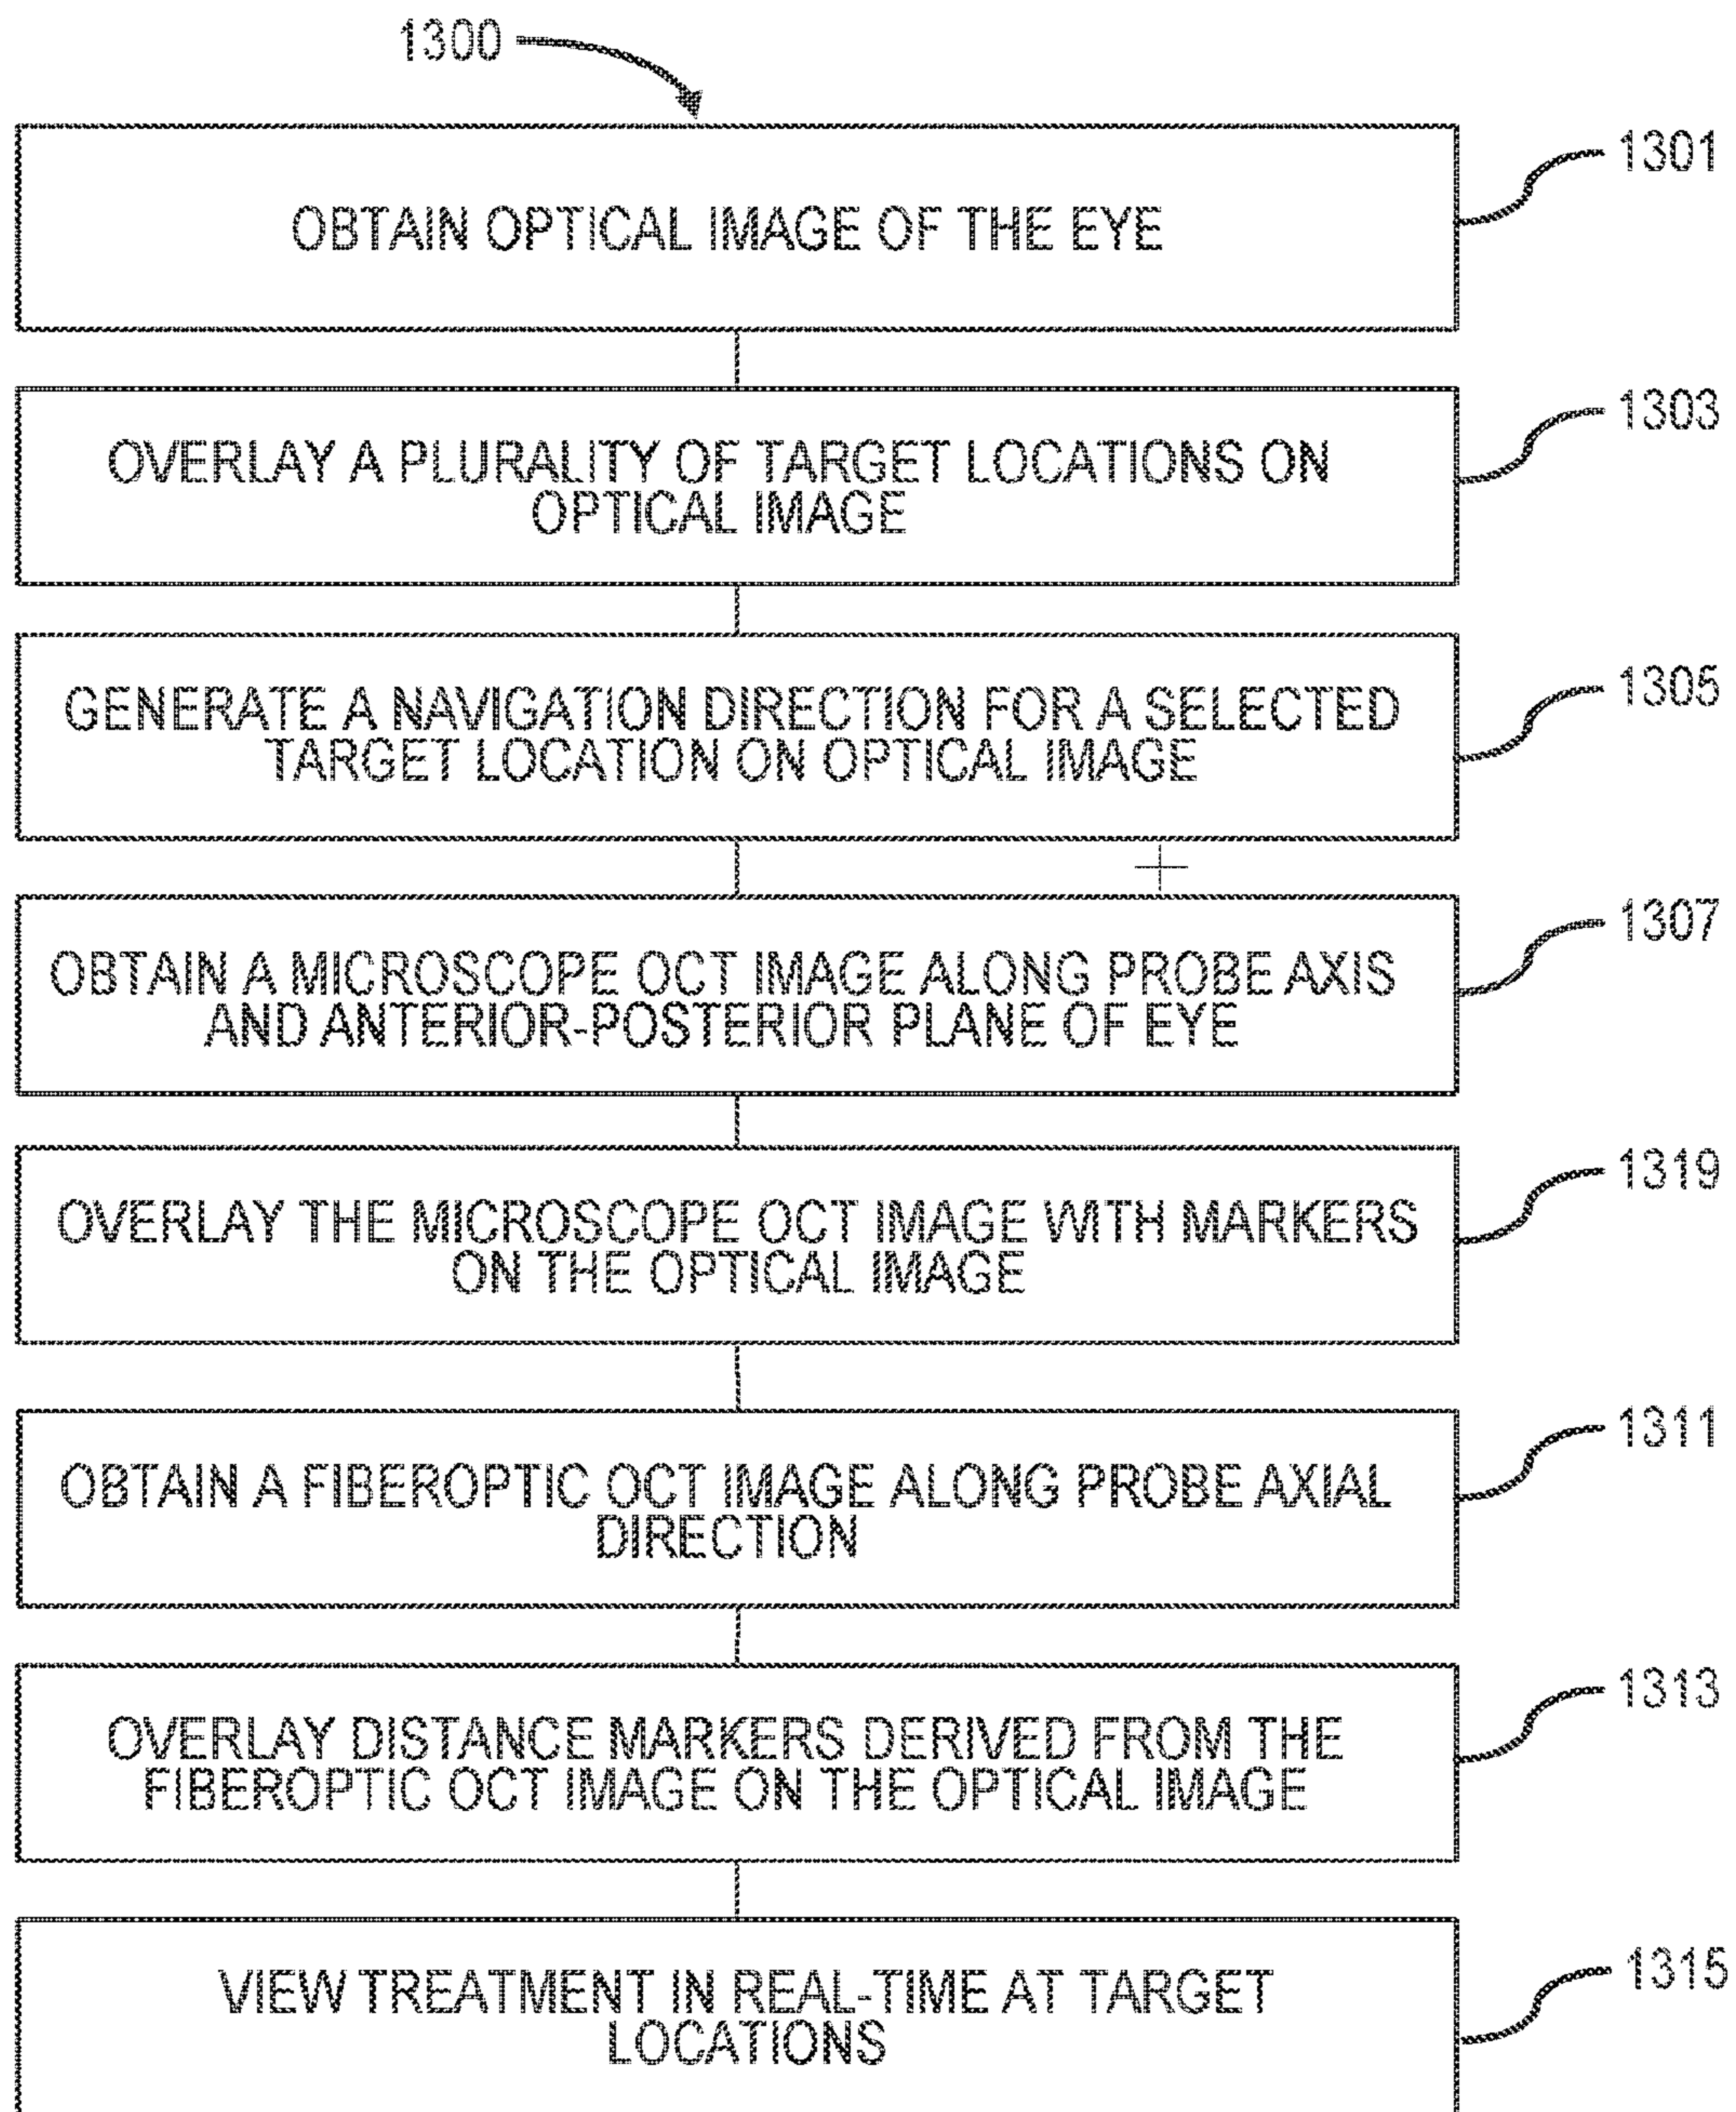 1300
1301
OBTAIN OPTICAL IMAGE OF THE EYE
1303
OVERLAY A PLURALITY OF TARGET LOCATIONS ON
OPTICAL IMAGE
1305
GENERATE A NAVIGATION DIRECTION FOR A SELECTED
TARGET LOCATION ON OPTICAL IMAGE
1307
OBTAIN A MICROSCOPE OCT IMAGE ALONG PROBE AXIS
AND ANTERIOR-POSTERIOR PLANE OF EYE
1319
OVERLAY THE MICROSCOPE OCT IMAGE WITH MARKERS
ON THE OPTICAL IMAGE
1311
OBTAIN A FIBEROPTIC OCT IMAGE ALONG PROBE AXIAL
DIRECTION
1313
OVERLAY DISTANCE MARKERS DERIVED FROM THE
FIBEROPTIC OCT IMAGE ON THE OPTICAL IMAGE
1315
VIEW TREATMENT IN REAL-TIME AT TARGET
LOCATIONS